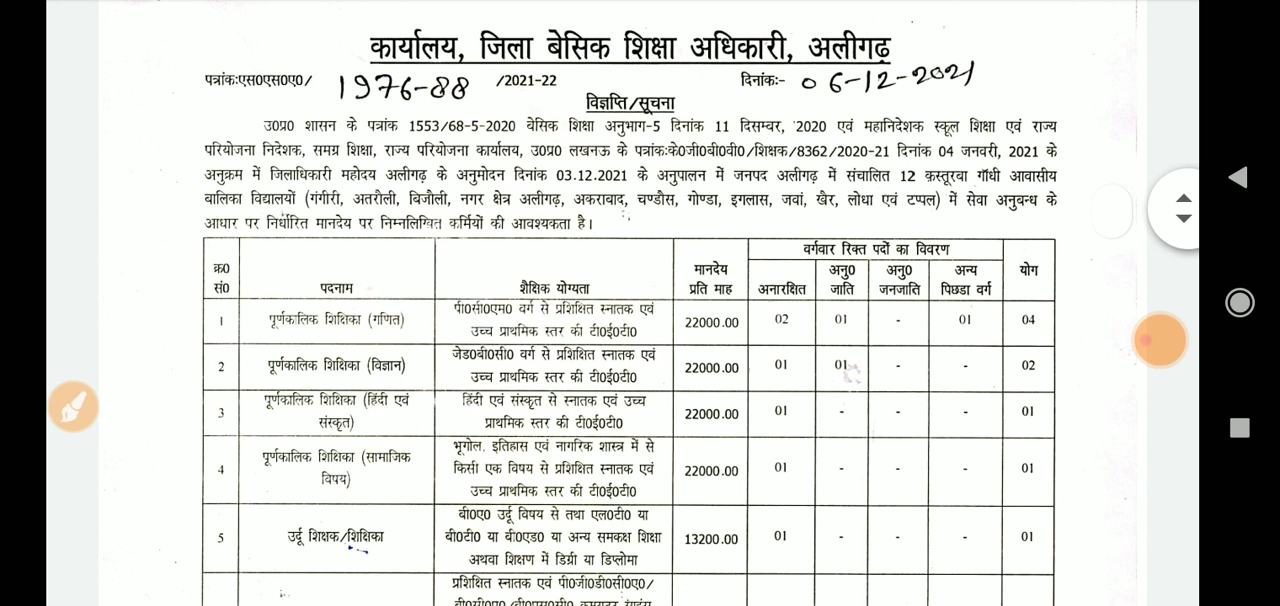 कार्यालय, जिला बेसिक शिक्षा अधिकारी, अलीगढ़
पत्रांकःएस0एस0ए0/ 1976-88 /2021-22 दिनांकः- 06-12-2021
विज्ञप्ति/सूचना
उ0प्र0 शासन के पत्रांक 1553/68-5-2020 बेसिक शिक्षा अनुभाग-5 दिनांक 11 दिसम्बर, 2020 एवं महानिदेशक स्कूल शिक्षा एवं राज्य
परियोजना निदेशक, समग्र शिक्षा, राज्य परियोजना कार्यालय, उ0प्र0 लखनऊ के पत्रांकःके0जी0बी0वी0/शिक्षक/8362/2020-21 दिनांक 04 जनवरी, 2021 के
अनुक्रम में जिलाधिकारी महोदय अलीगढ़ के अनुमोदन दिनांक 03.12.2021 के अनुपालन में जनपद अलीगढ़ में संचालित 12 क़स्तूरबा गाँधी आवासीय
बालिका विद्यालयों (गंगीरी, अतरौली, बिजौली, नगर क्षेत्र अलीगढ़, अकराबाद, चण्डौस, गोण्डा, इगलास, जवां, खैर, लोधा एवं टप्पल) में सेवा अनुबन्ध के
आधार पर निर्धारित मानदेय पर निम्नलिखित कर्मियों की आवश्यकता है।
क्र0 सं0 पदनाम शैक्षिक योग्यता मानदेय प्रति माह वर्गवार रिक्त पदों का विवरण योग
अनारक्षित अनु0 जाति अनु0 जनजाति अन्य पिछडा वर्ग
1 पूर्णकालिक शिक्षिका (गणित) पी0सी0एम0 वर्ग से प्रशिक्षित स्नातक एवं 22000.00 02 01 - 01 04
उच्च प्राथमिक स्तर की टी0ई0टी0
2 पूर्णकालिक शिक्षिका (विज्ञान) जेड0बी0सी0 वर्ग से प्रशिक्षित स्नातक एवं 22000.00 01 01 - - 02
उच्च प्राथमिक स्तर की टी0ई0टी0
3 पूर्णकालिक शिक्षिका (हिंदी एवं हिंदी एवं संस्कृत से स्नातक एवं उच्च 22000.00 01 - - - 01
संस्कृत) प्राथमिक स्तर की टी0ई0टी0
4 पूर्णकालिक शिक्षिका (सामाजिक भूगोल, इतिहास एवं नागरिक शास्त्र में से 22000.00 01 - - - 01
विषय) किसी एक विषय से प्रशिक्षित स्नातक एवं
उच्च प्राथमिक स्तर की टी0ई0टी0
5 उर्दू शिक्षक/शिक्षिका बी0ए0 उर्दू विषय से तथा एल0टी0 या 13200.00 01 - - - 01
बी0टी0 या बी0एड0 या अन्य समकक्ष शिक्षा
अथवा शिक्षण में डिग्री या डिप्लोमा
प्रशिक्षित स्नातक एवं पी0जी0डी0सी0ए0/